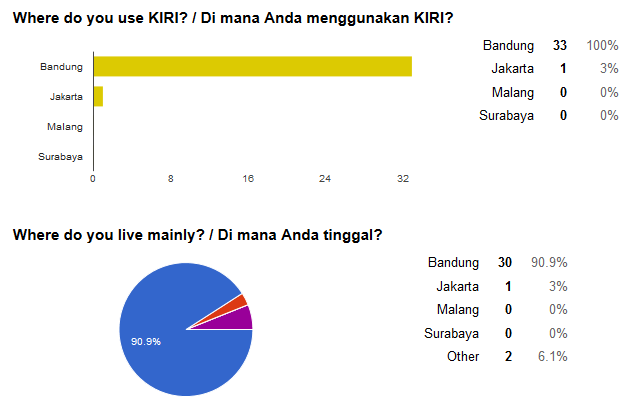 Where do you use KIRI? / Di mana Anda menggunakan KIRI?
Bandung 33 100%
Jakarta 1 3%
Malang 0 0%
Surabaya 0 0%
Bandung
Jakarta
Malang
Surabaya
0 8 16 24 32
Where do you live mainly? / Di mana Anda tinggal?
Bandung 30 90.9%
Jakarta 1 3%
Malang 0 0%
Surabaya 0 0%
Other 2 6.1%
90.9%